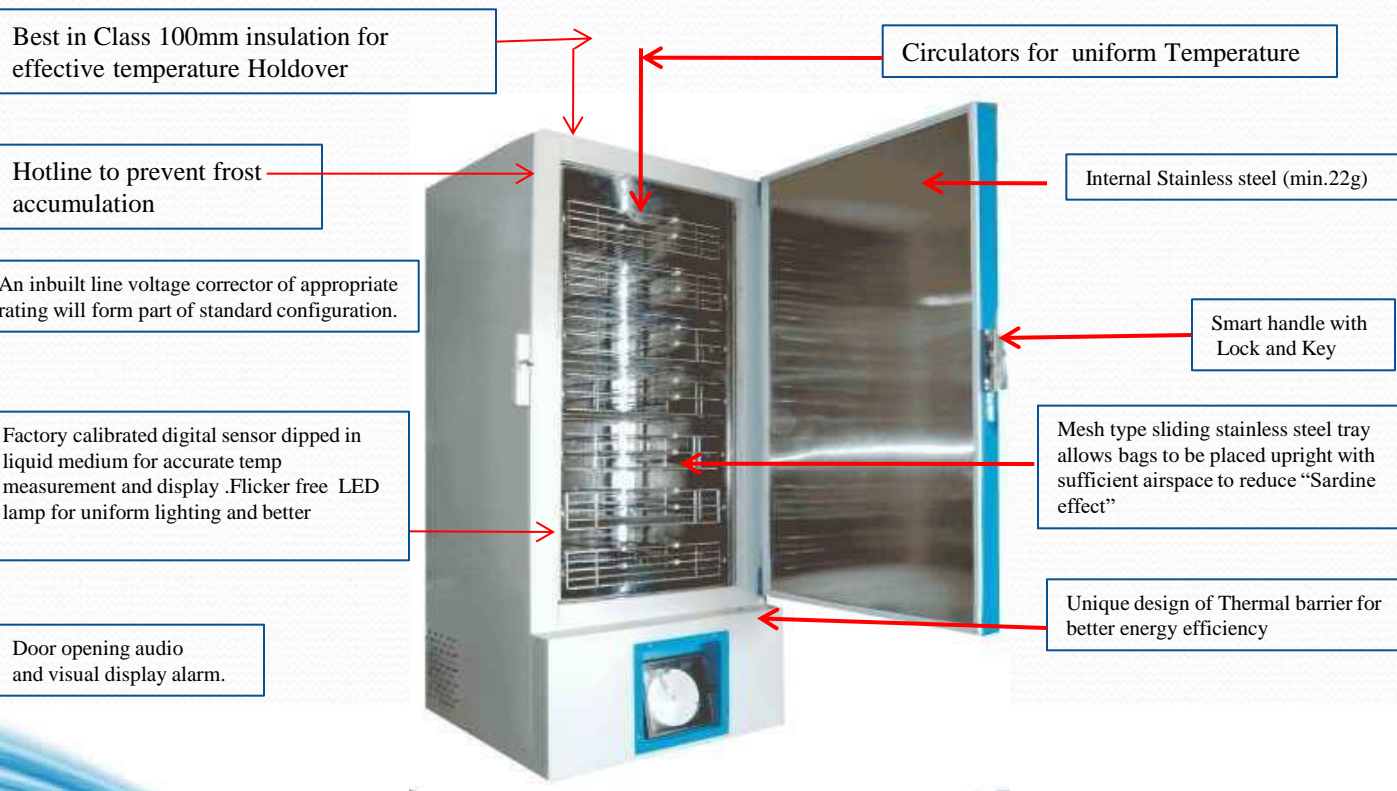 Best in Class 100mm insulation for
effective temperature Holdover
Circulators for uniform Temperature
Hotline to prevent frost
accumulation
Internal Stainless steel (min.22g)
An inbuilt line voltage corrector of appropriate
rating will form part of standard configuration.
Smart handle with
Lock and Key
Factory calibrated digital sensor dipped in
liquid medium for accurate temp
measurement and display .Flicker free LED
lamp for uniform lighting and better
Mesh type sliding stainless steel tray
allows bags to be placed upright with
sufficient airspace to reduce “Sardine
effect”
Unique design of Thermal barrier for
better energy efficiency
Door opening audio
and visual display alarm.